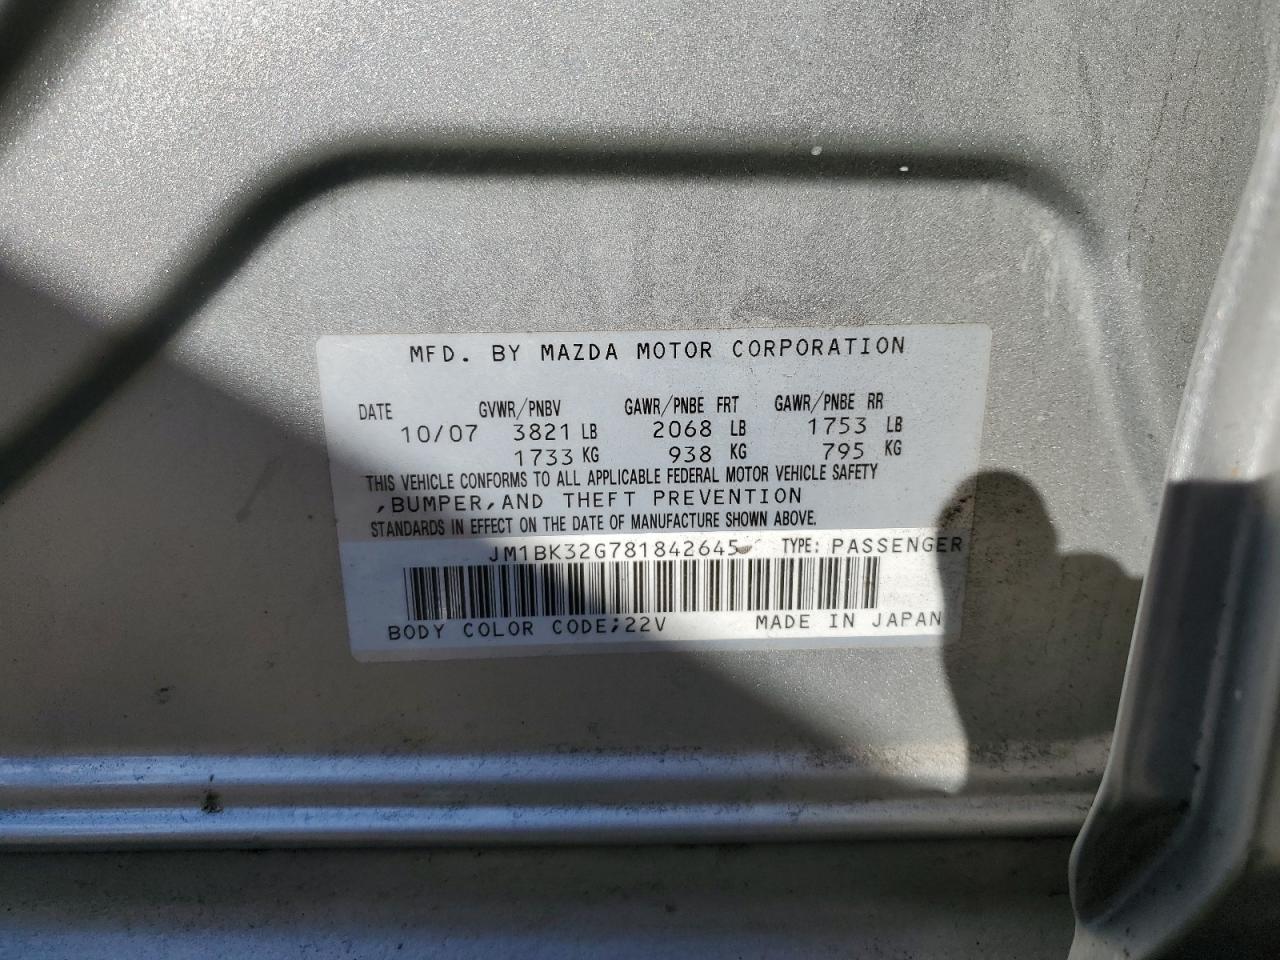 MFD. BY MAZDA MOTOR CORPORATION
DATE GVWR/PNBV GAWR/PNBE FRT GAWR/PNBE RR
10/07 3821 LB 2068 LB 1753 LB
1733 KG 938 KG 795 KG
THIS VEHICLE CONFORMS TO ALL APPLICABLE FEDERAL MOTOR VEHICLE SAFETY
,BUMPER,AND THEFT PREVENTION
STANDARDS IN EFFECT ON THE DATE OF MANUFACTURE SHOWN ABOVE.
JM1BK32G781842645 TYPE: PASSENGER
BODY COLOR CODE;22V MADE IN JAPAN